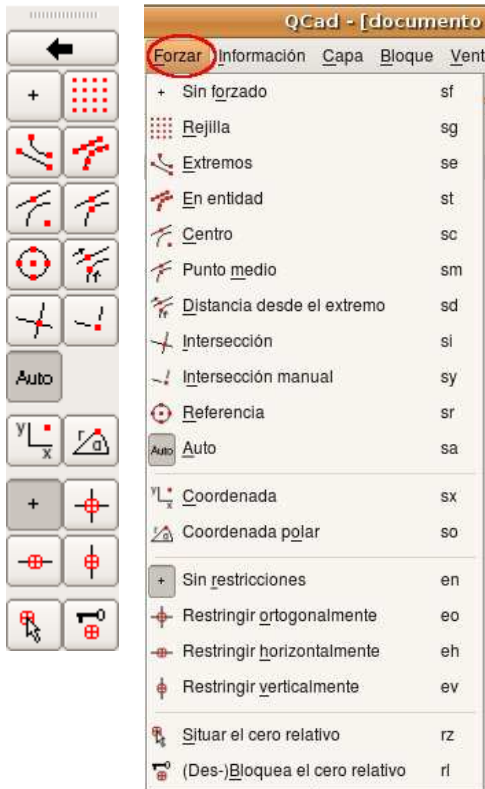 QCad - [documento
Forzar Información Capa Bloque Vent
Sin forzado sf
Rejilla sg
Extremos se
En entidad st
Centro sc
Punto medio sm
Distancia desde el extremo sd
Intersección si
Intersección manual sy
Referencia sr
Auto Auto sa
Coordenada sx
Coordenada polar so
Sin restricciones en
Restringir ortogonalmente eo
Restringir horizontalmente eh
Restringir verticalmente ev
Situar el cero relativo rz
(Des-)Bloquea el cero relativo rl
Auto
y x r a